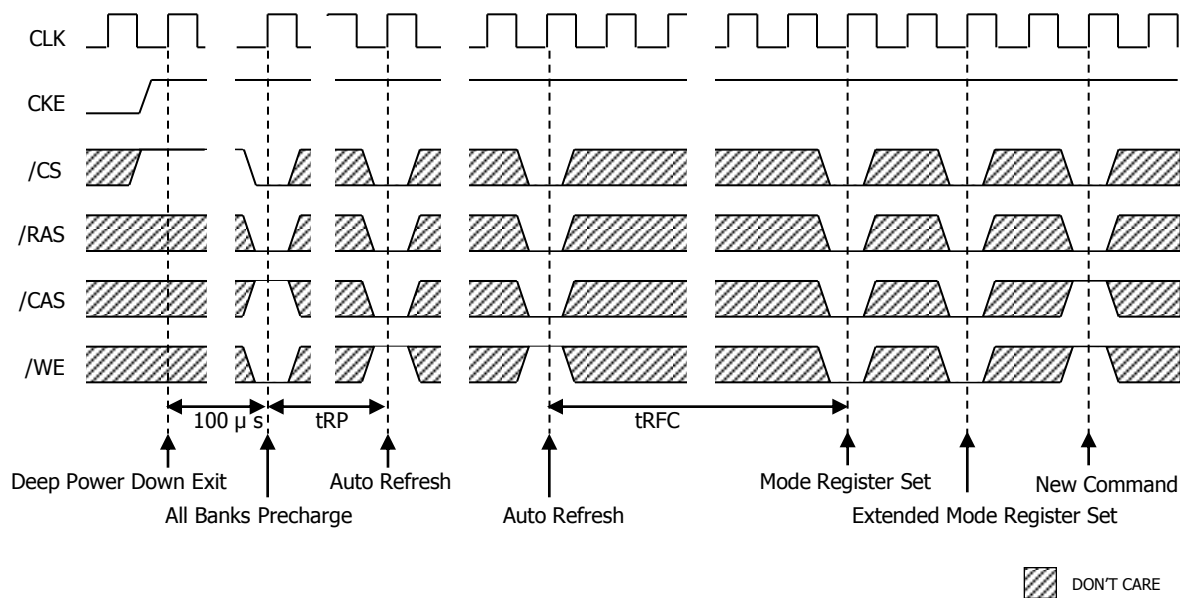 CLK
CKE
/CS
/RAS
/CAS
/WE
100 μ s
tRP
tRFC
Deep Power Down Exit
Auto Refresh
Mode Register Set
New Command
All Banks Precharge
Auto Refresh
Extended Mode Register Set
DON'T CARE